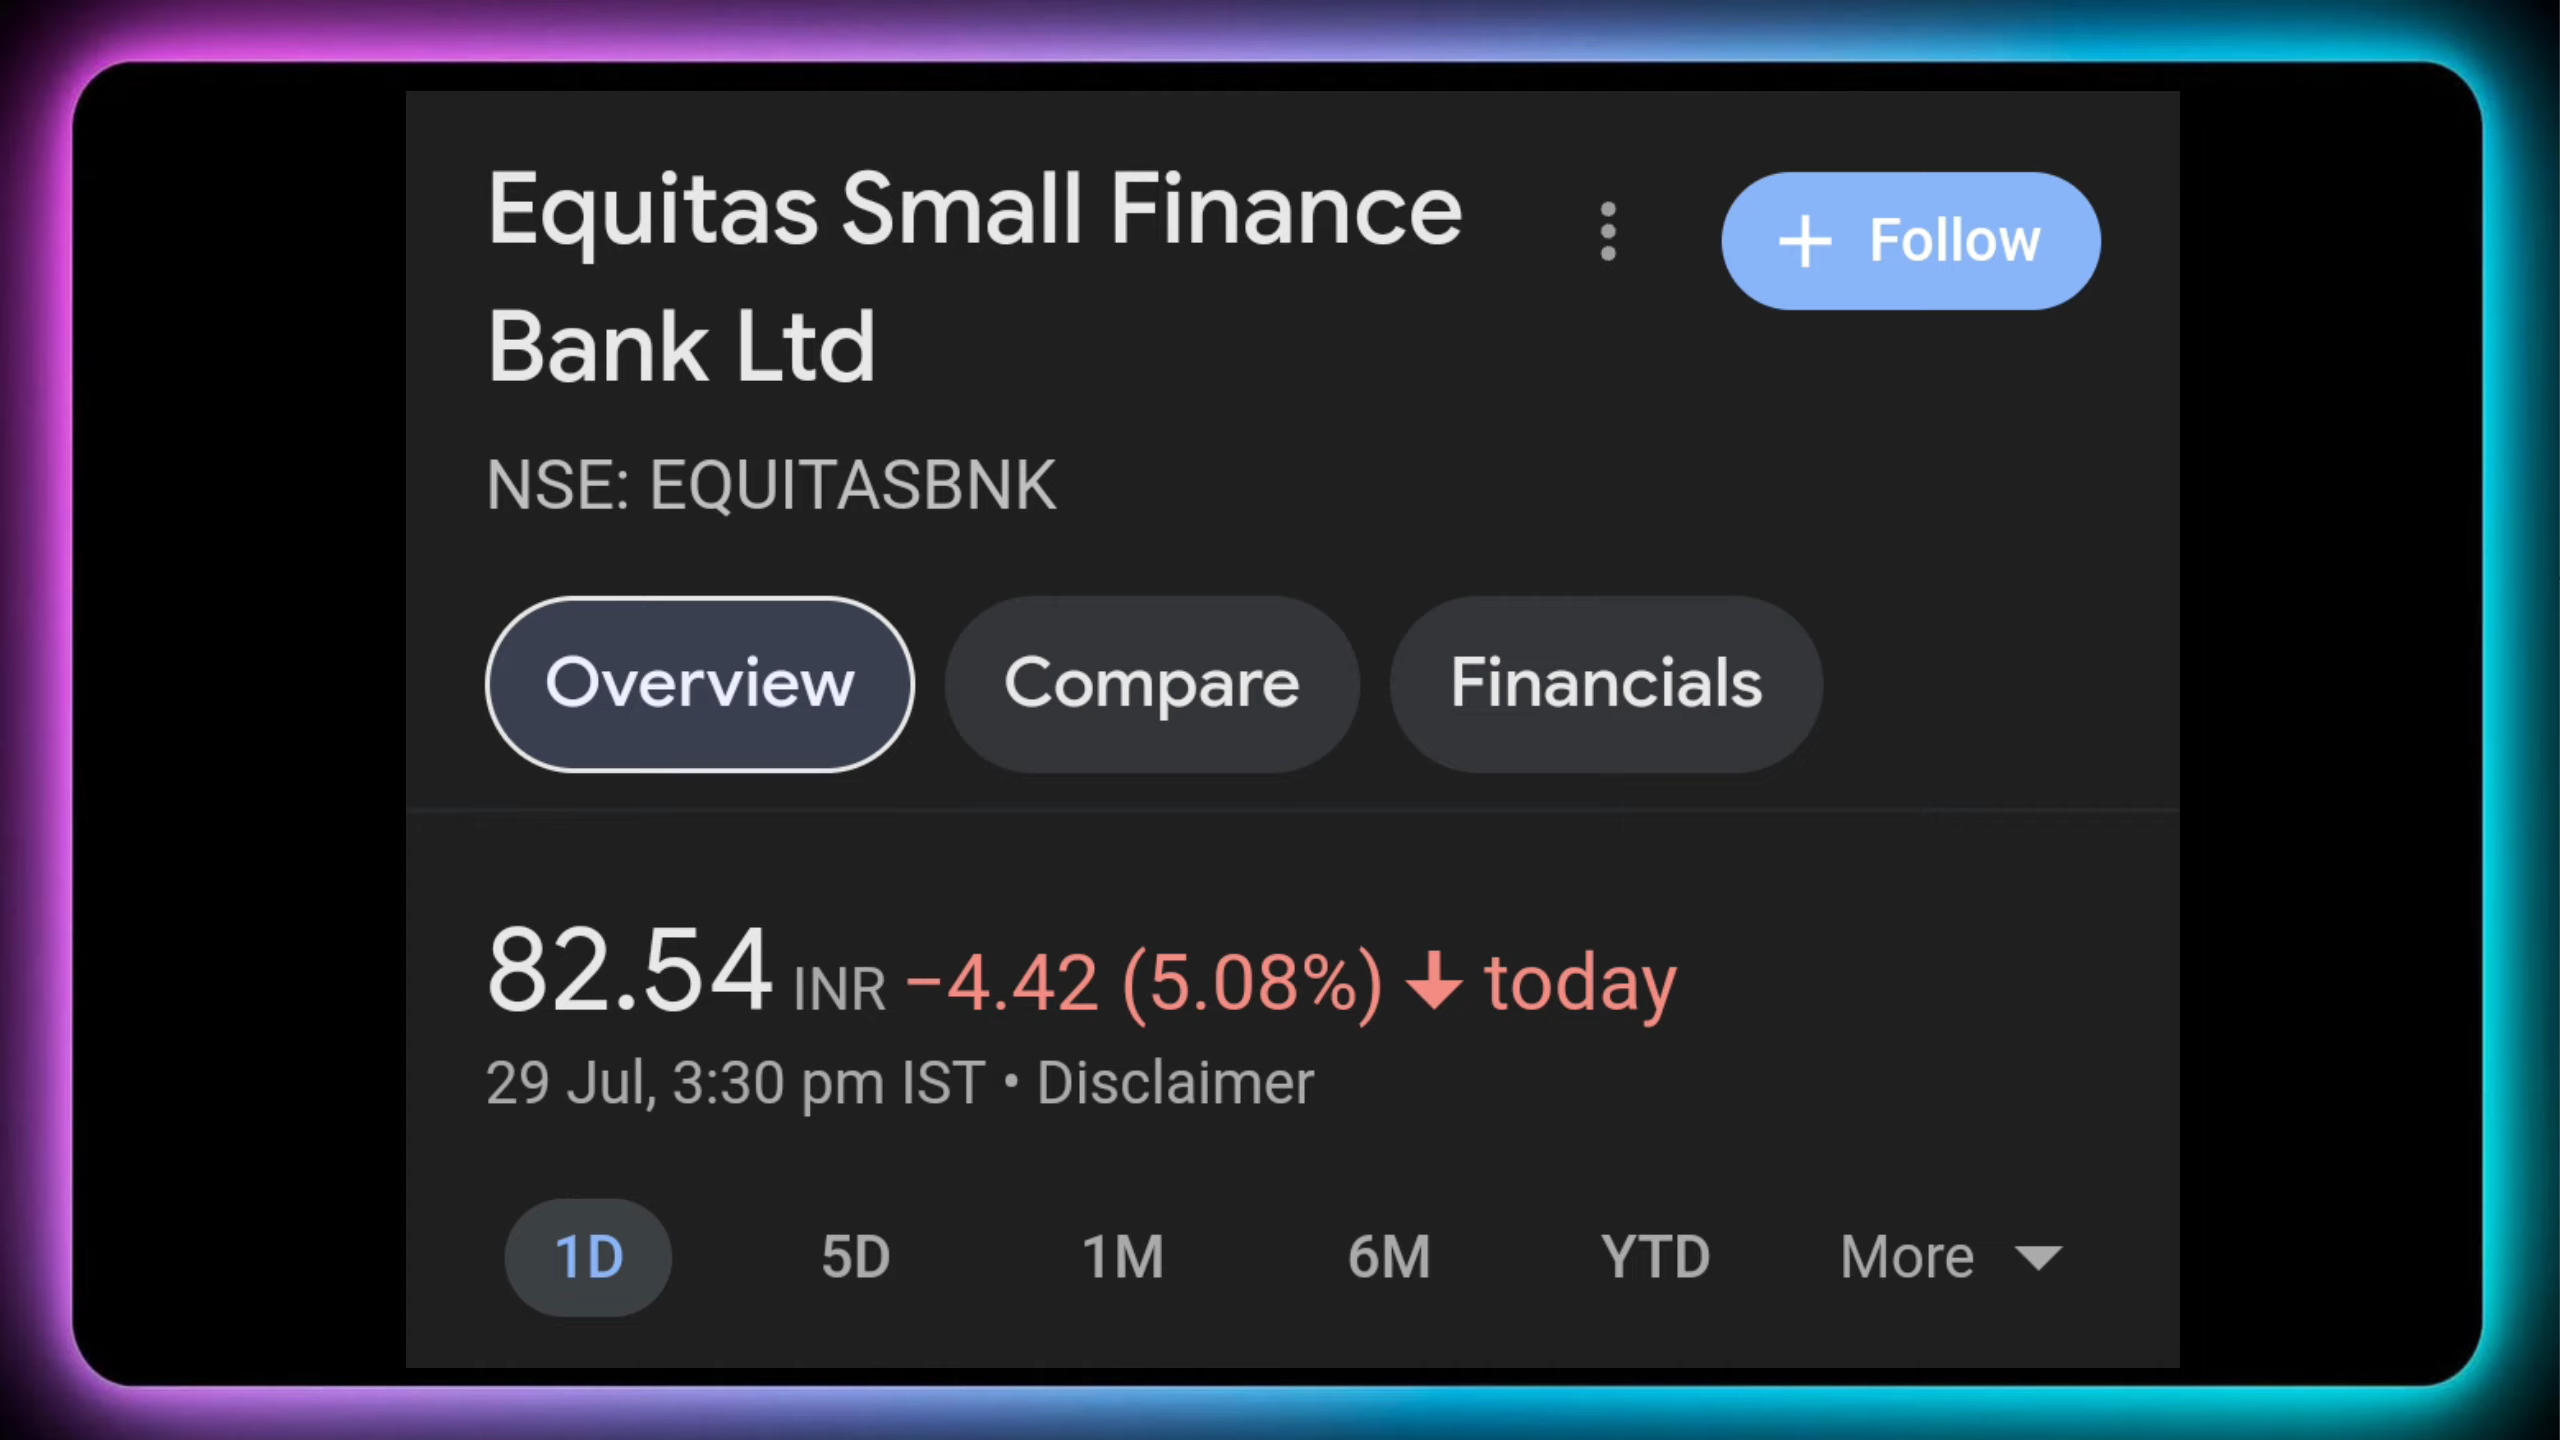 Equitas Small Finance
Bank Ltd
+ Follow
NSE: EQUITASBNK
Overview
Compare
Financials
82.54 INR −4.42 (5.08%) ↓ today
29 Jul, 3:30 pm IST • Disclaimer
1D 5D 1M 6M YTD More